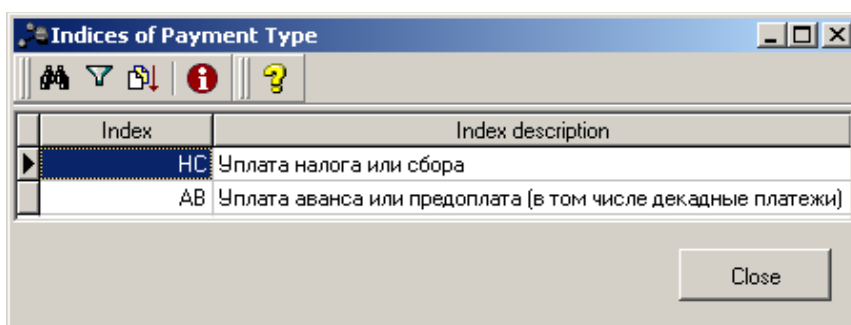 Indices of Payment Type
Index Index description
НС Уплата налога или сбора
АВ Уплата аванса или предоплата (в том числе декадные платежи)
Close